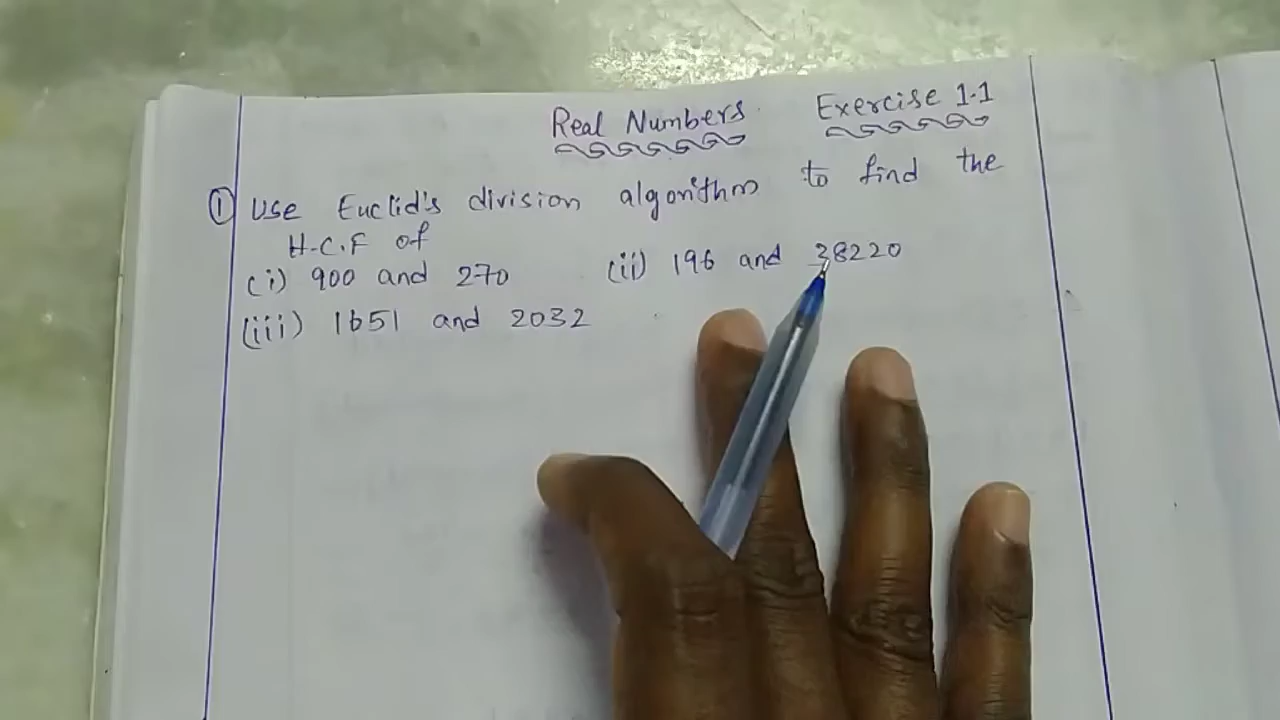 Real Numbers Exercise 1.1
① Use Euclid's division algorithm to find the
H.C.F of
(i) 900 and 270 (ii) 196 and 38220
(iii) 1651 and 2032